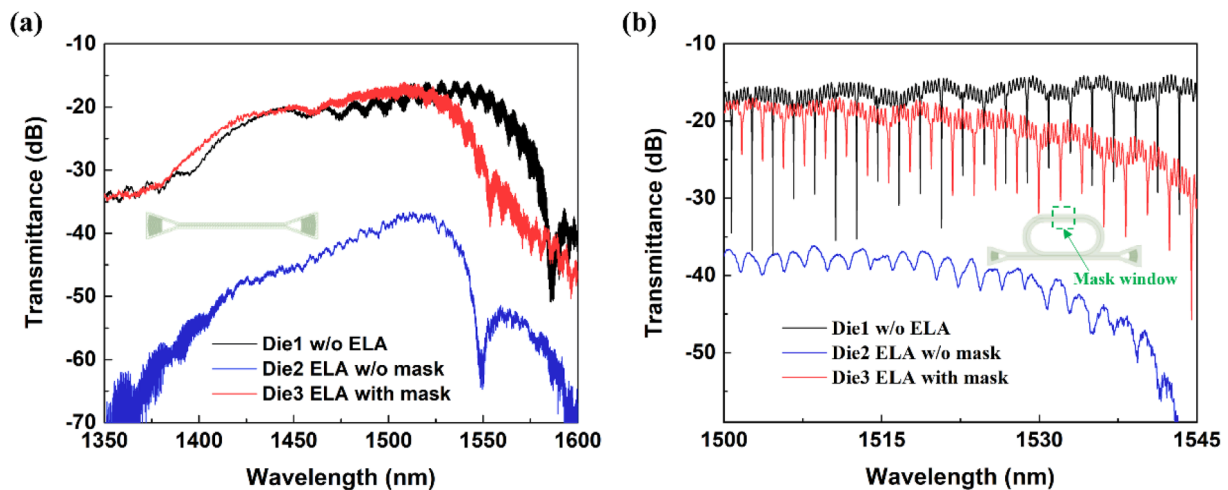 (a)
Transmittance (dB)
-10
-20
-30
-40
-50
-60
-70
Die1 w/o ELA
Die2 ELA w/o mask
Die3 ELA with mask
1350 1400 1450 1500 1550 1600
Wavelength (nm)
(b)
Transmittance (dB)
-10
-20
-30
-40
-50
Mask window
Die1 w/o ELA
Die2 ELA w/o mask
Die3 ELA with mask
1500 1515 1530 1545
Wavelength (nm)